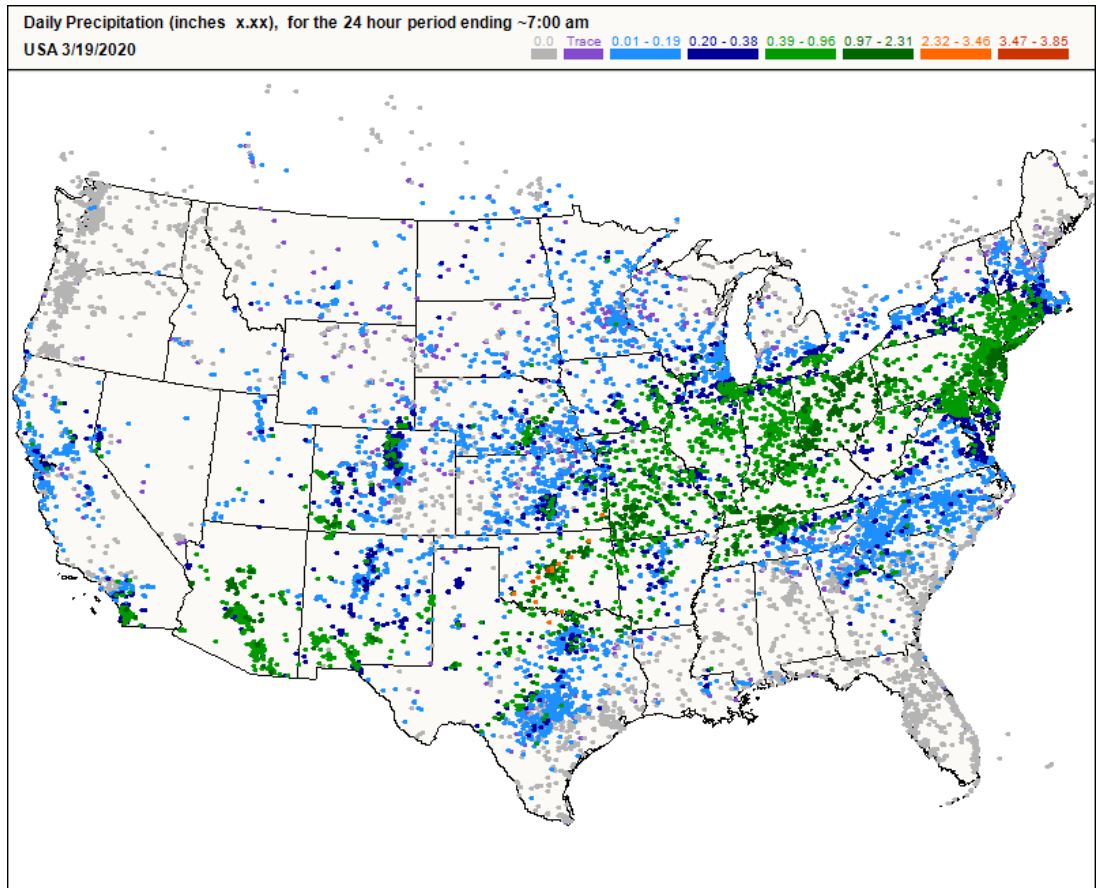 Daily Precipitation (inches x.xx), for the 24 hour period ending ~7:00 am
USA 3/19/2020
0.0 Trace 0.01 - 0.19 0.20 - 0.38 0.39 - 0.96 0.97 - 2.31 2.32 - 3.46 3.47 - 3.85